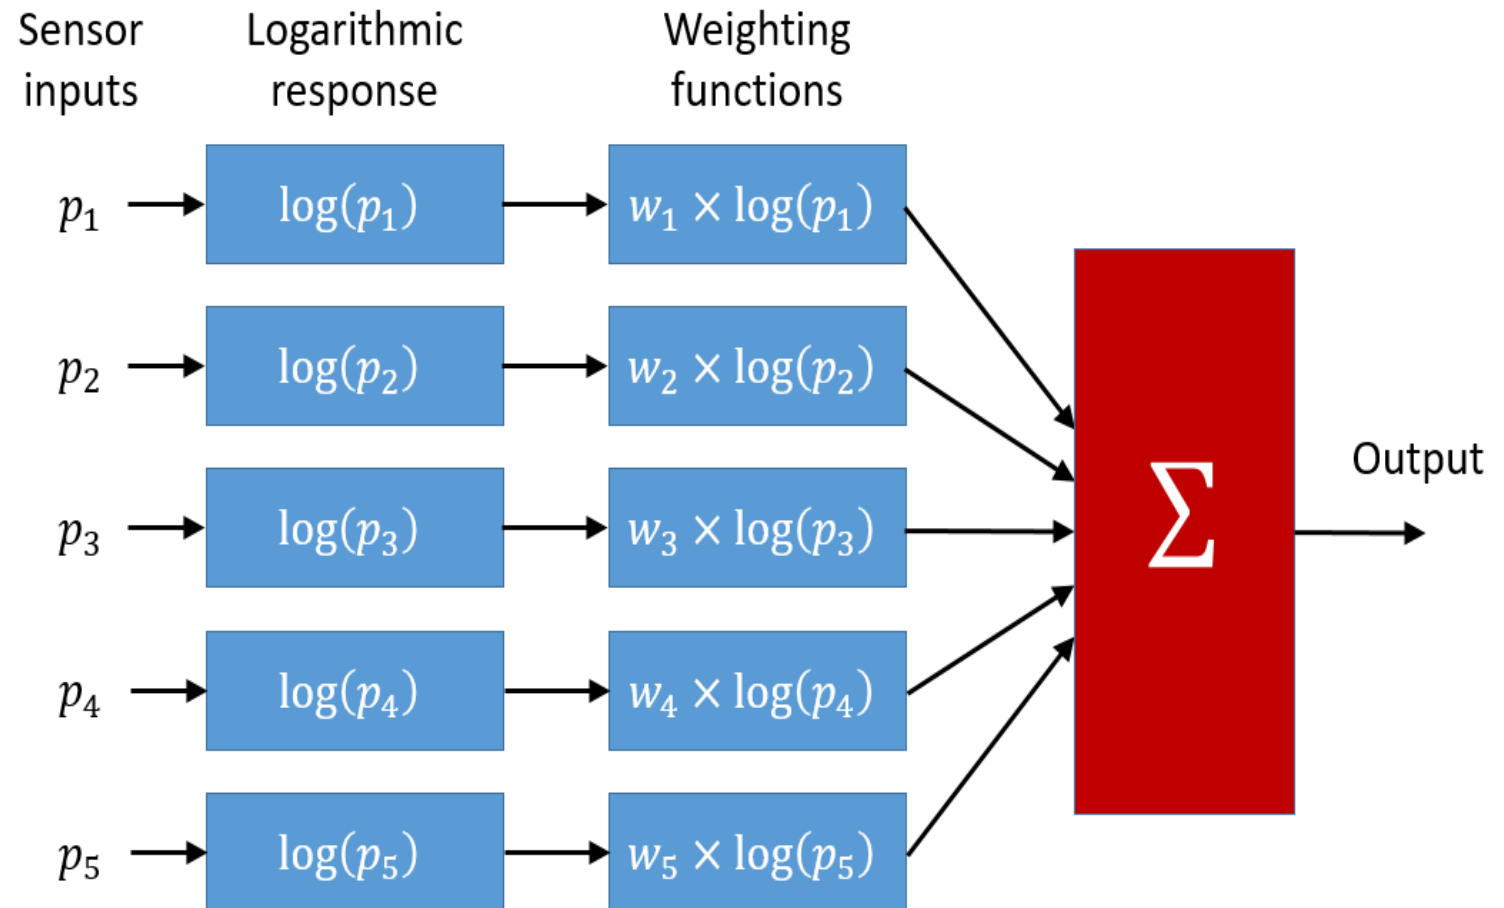 Sensor inputs
Logarithmic response
Weighting functions
p₁ log(p₁) w₁ × log(p₁)
p₂ log(p₂) w₂ × log(p₂)
Output
p₃ log(p₃) w₃ × log(p₃) Σ
p₄ log(p₄) w₄ × log(p₄)
p₅ log(p₅) w₅ × log(p₅)